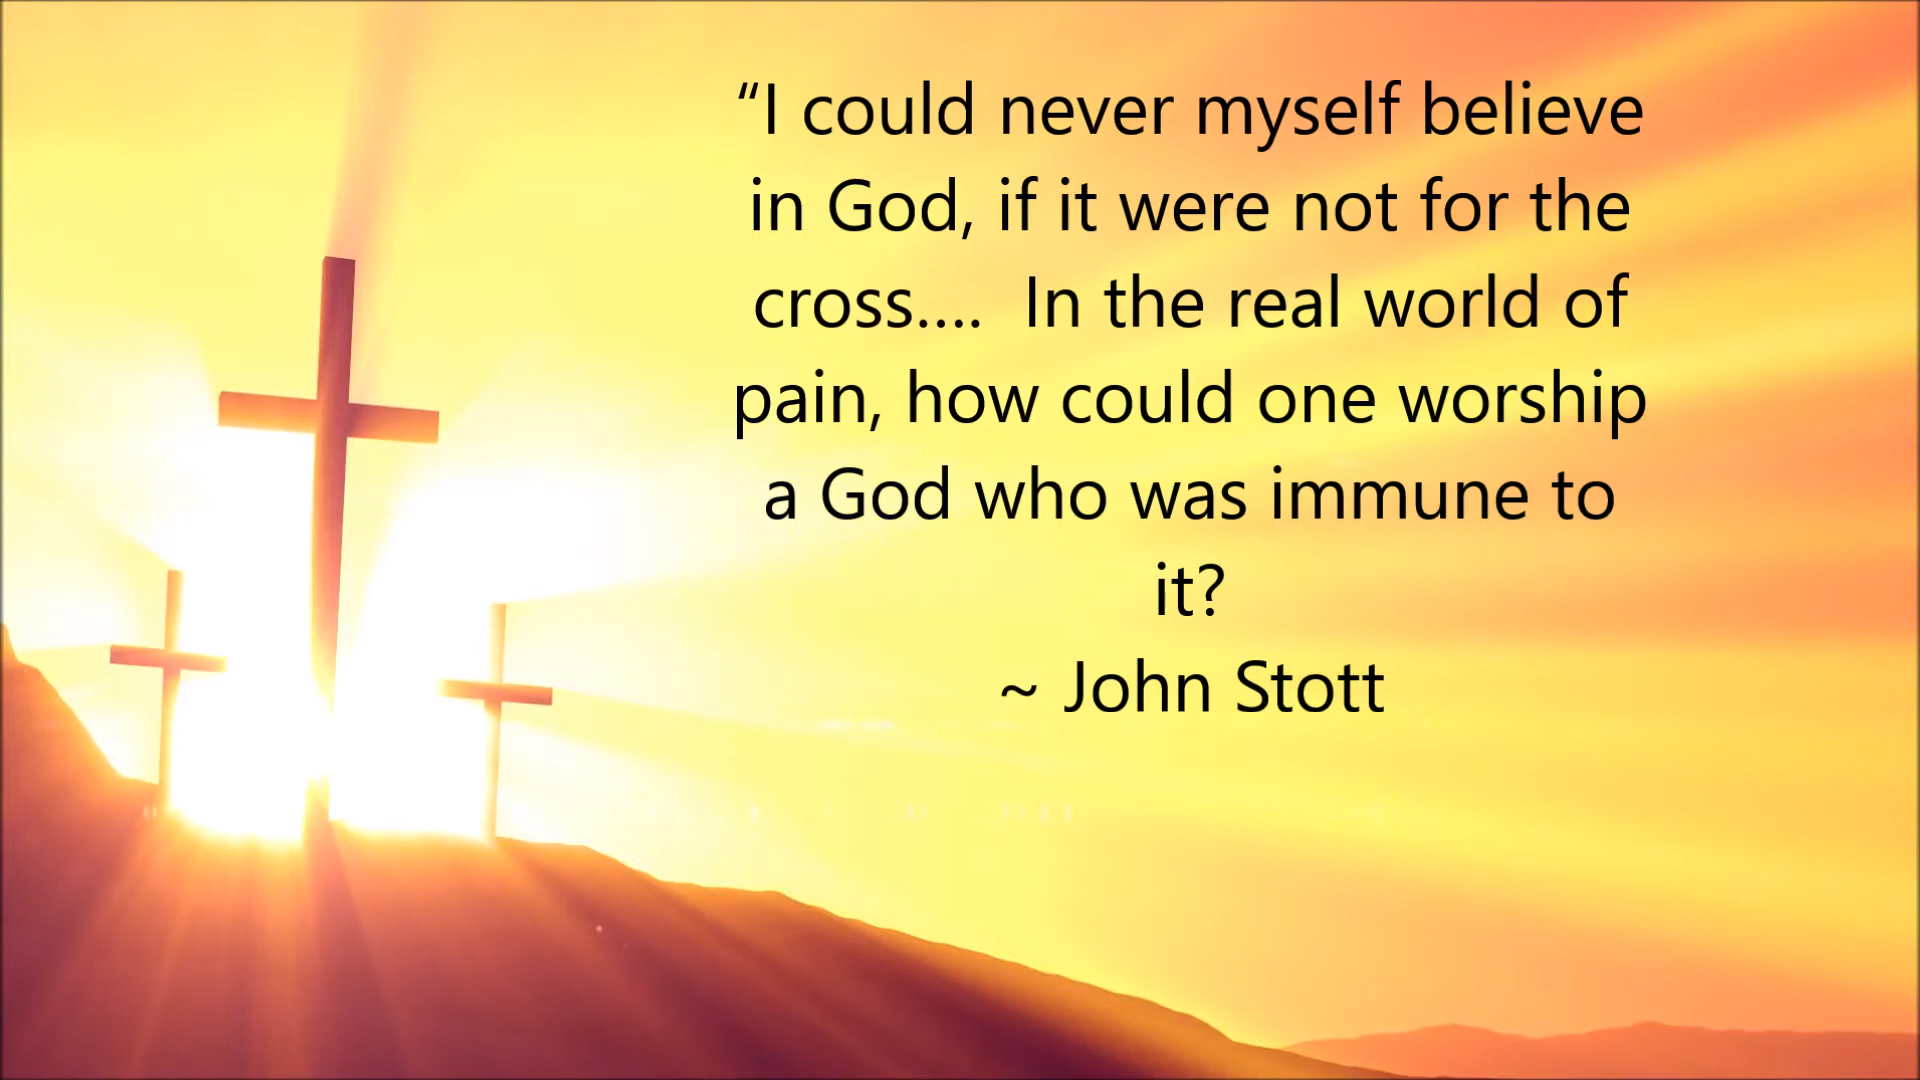 “I could never myself believe
in God, if it were not for the
cross….  In the real world of
pain, how could one worship
a God who was immune to
it?
~ John Stott